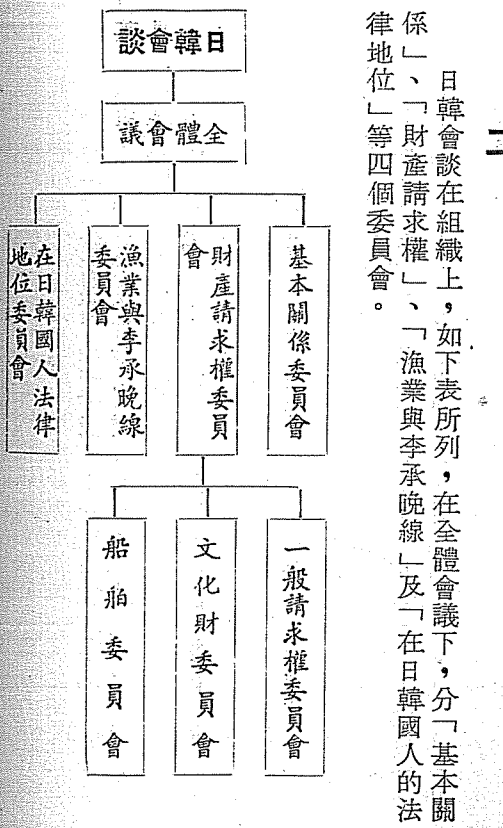 日韓會談在組織上，如下表所列，在全體會議下，分「基本關
係」、「財產請求權」、「漁業與李承晚線」及「在日韓國人的法
律地位」等四個委員會。
日韓會談
全體會議
基本關係委員會
財產請求權委員
會
漁業與李承晚線
委員會
在日韓國人法律
地位委員會
一般請求權委員會
文化財委員會
船舶委員會